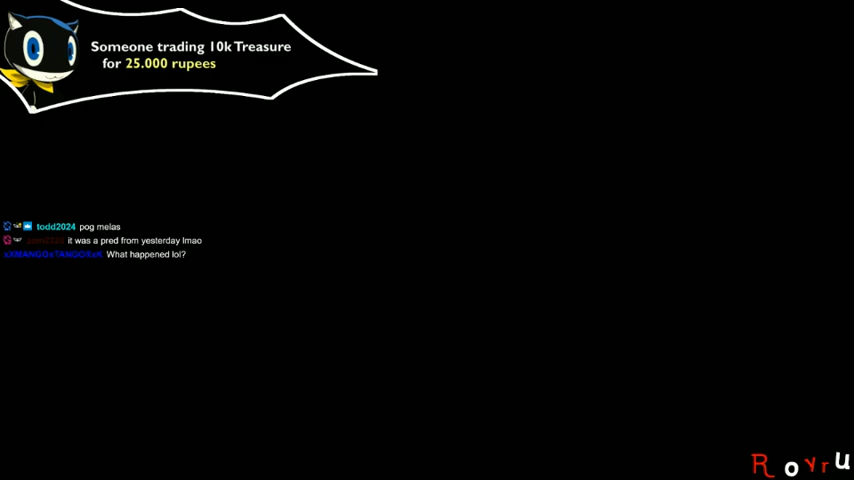 Someone trading 10k Treasure
for 25.000 rupees
todd2024 pog melas
it was a pred from yesterday lmao
xXMANGOxTANGOXxX What happened lol?
Royru